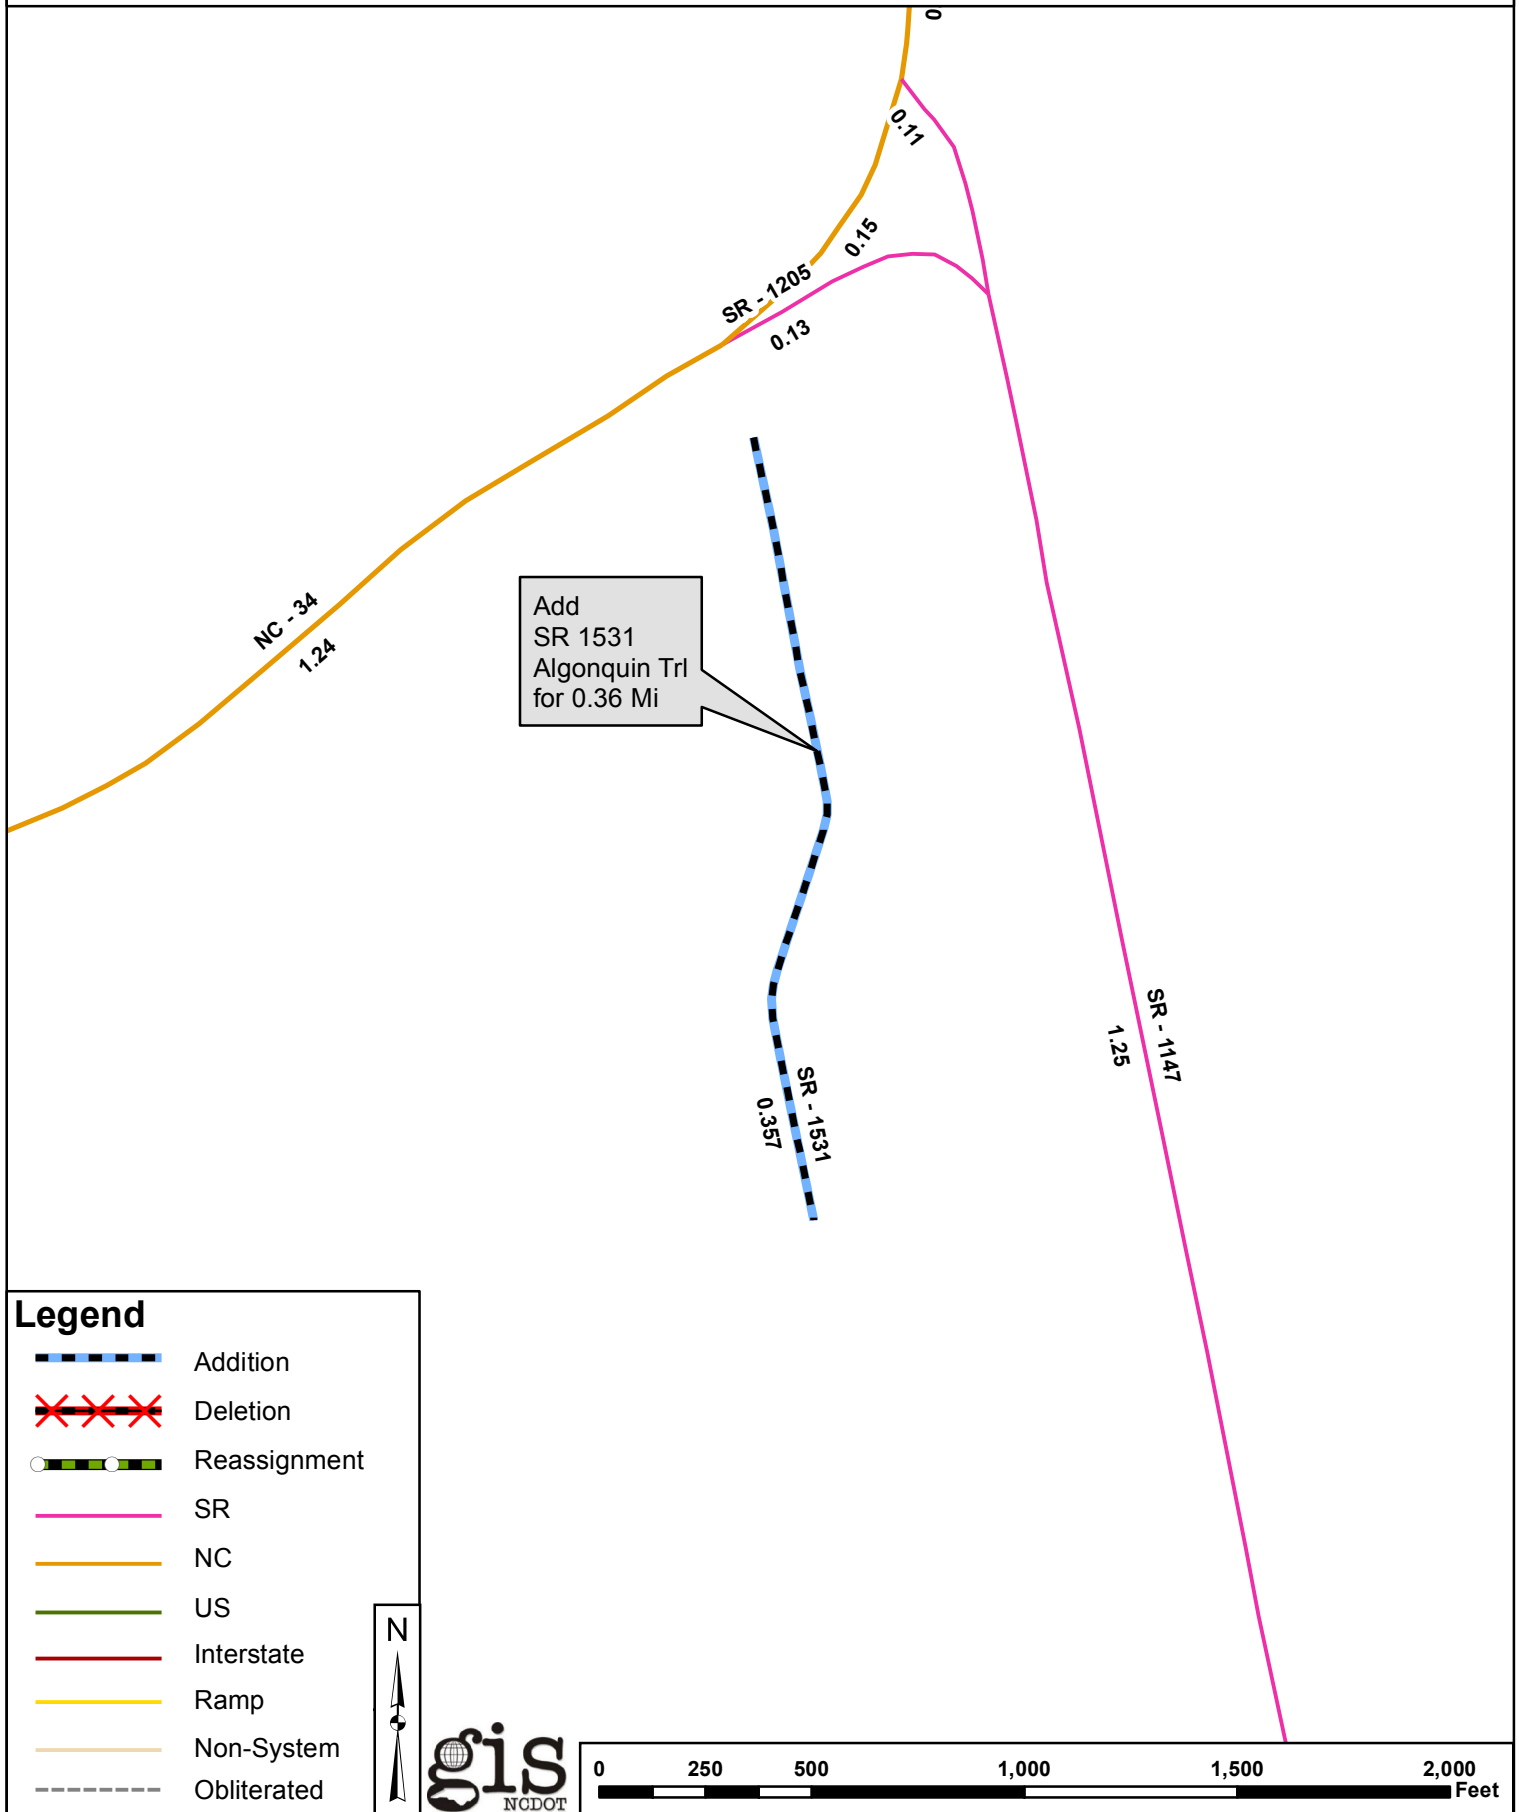 0
0.11
0.15
SR - 1205
0.13
NC - 34
1.24
Add
SR 1531
Algonquin Trl
for 0.36 Mi
SR - 1147
1.25
SR - 1531
0.357
Legend
Addition
Deletion
Reassignment
SR
NC
US
Interstate
Ramp
Non-System
Obliterated
N
gis
NCDOT
0 250 500 1,000 1,500 2,000
Feet